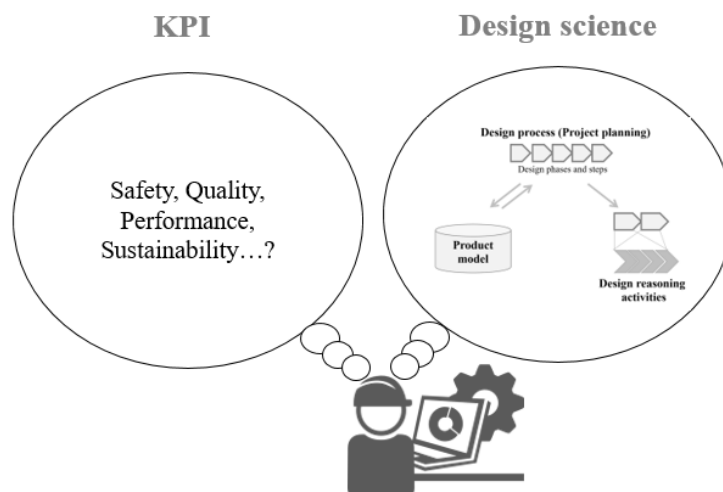 KPI
Design science
Safety, Quality,
Performance,
Sustainability…?
Design process (Project planning)
Design phases and steps
Product
model
Design reasoning
activities